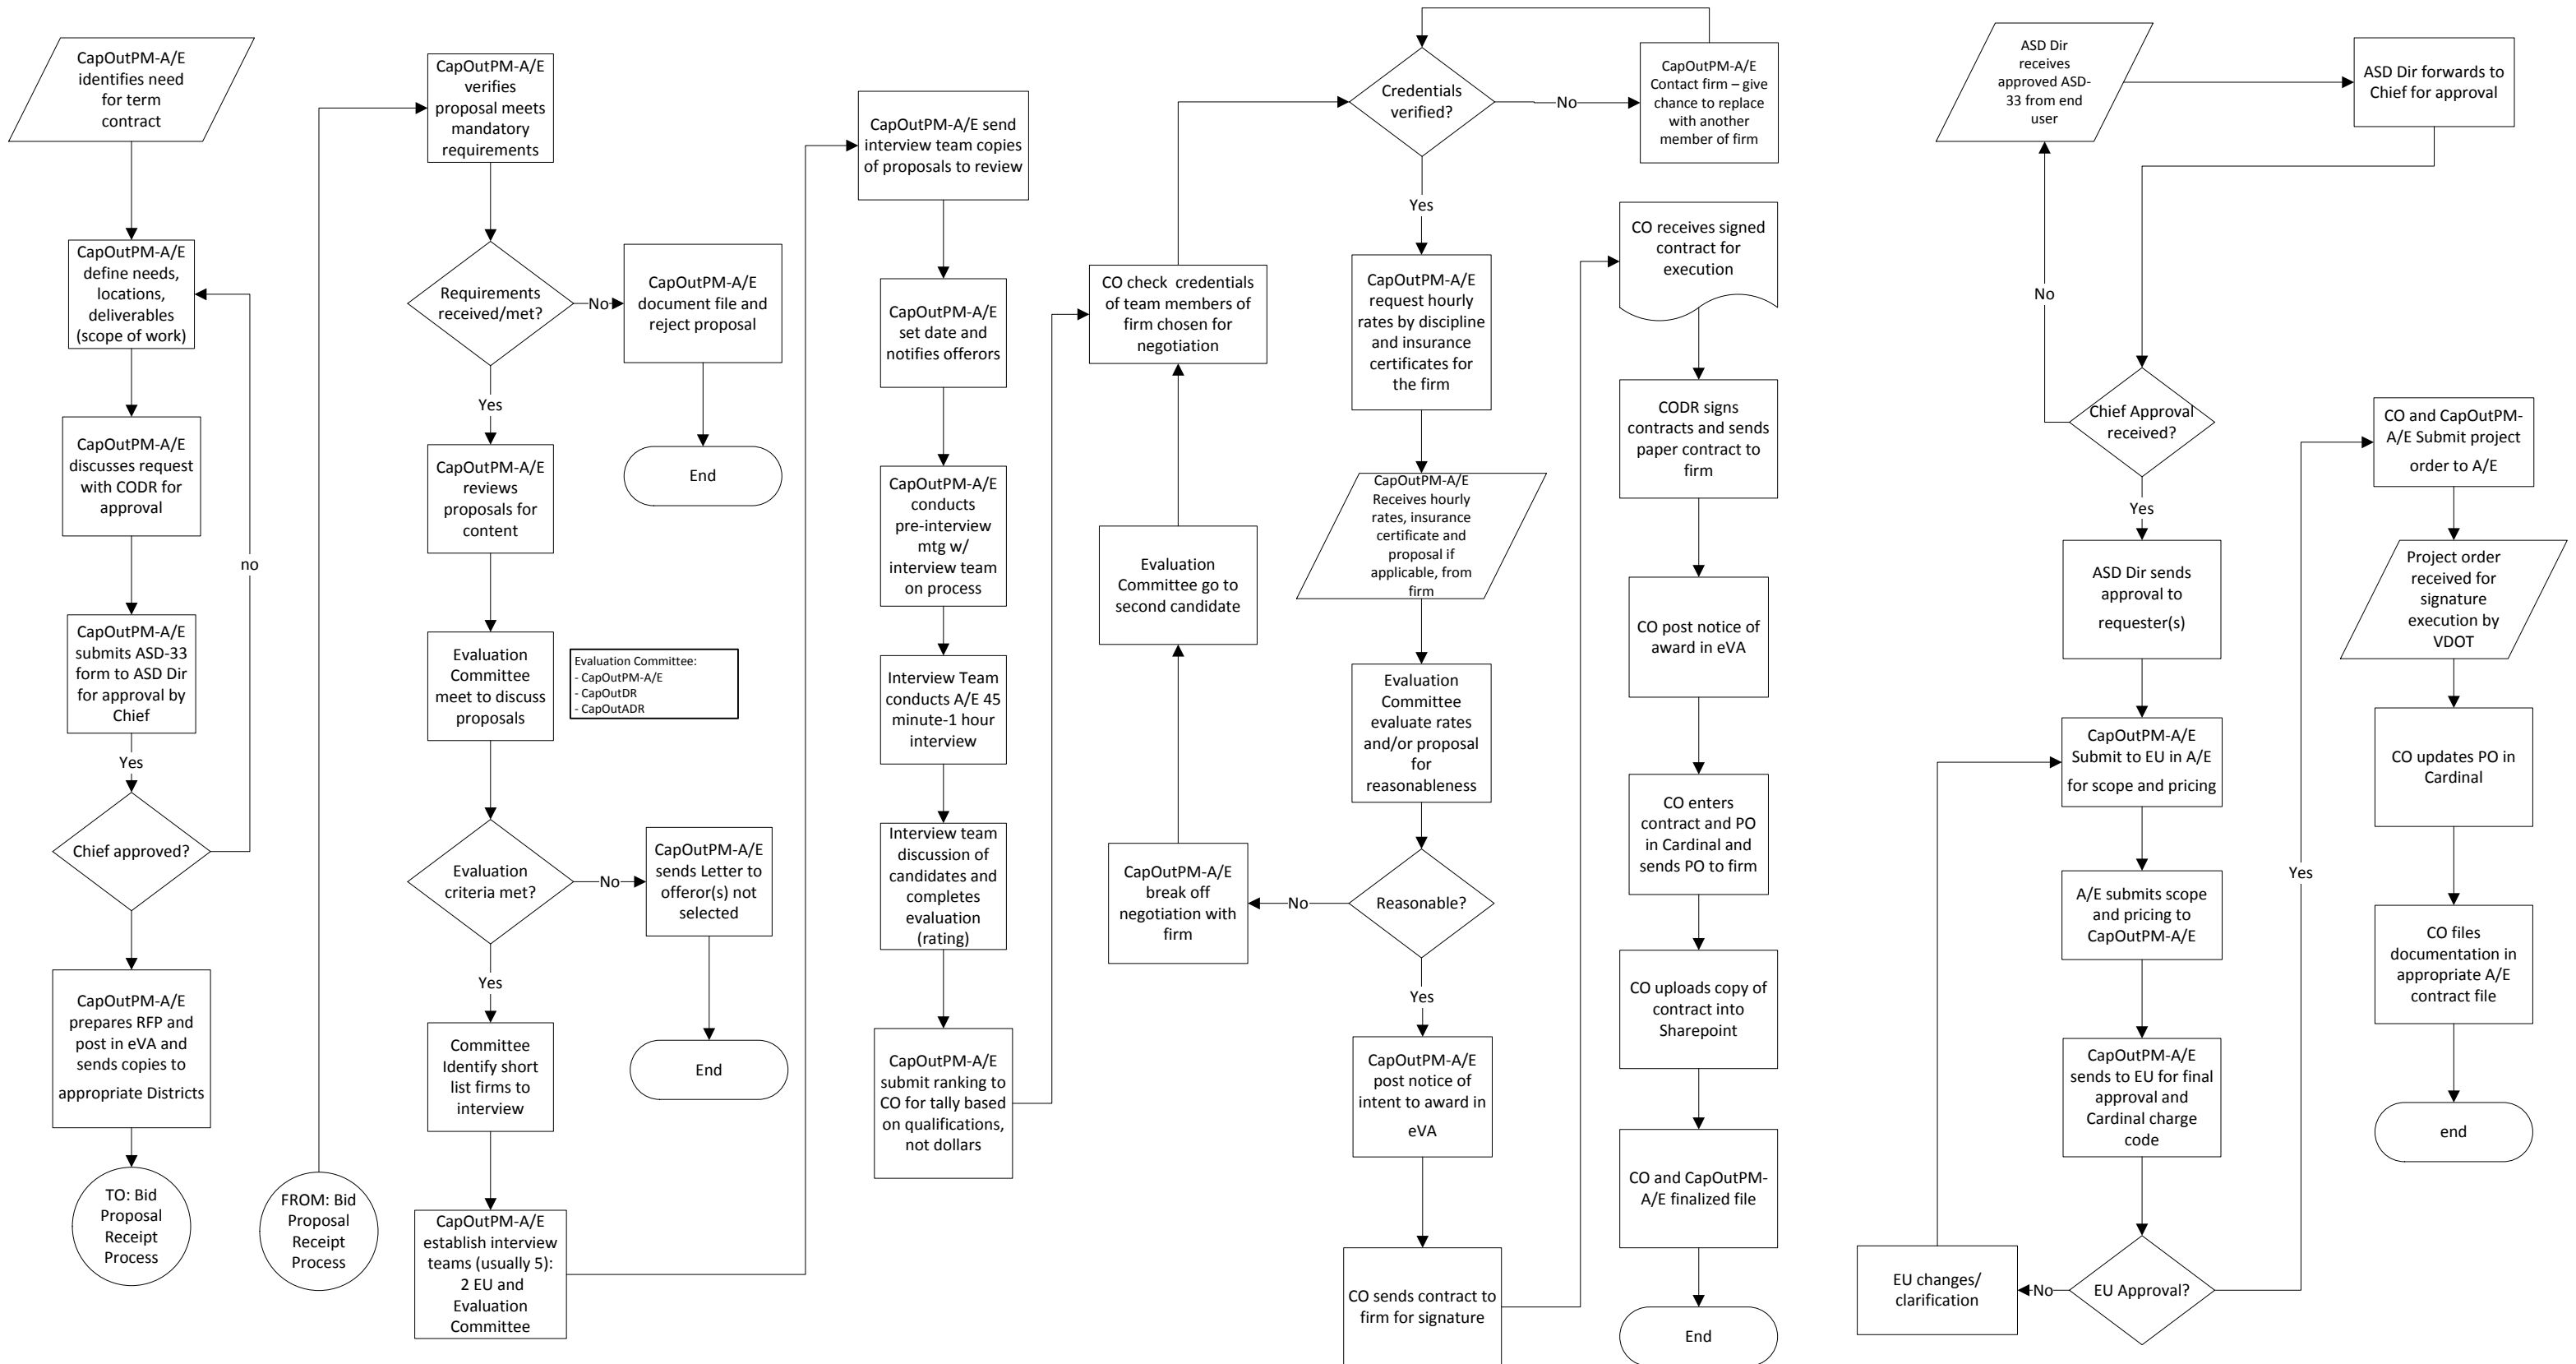 CapOutPM-A/E
identifies need
for term
contract
CapOutPM-A/E
define needs,
locations,
deliverables
(scope of work)
CapOutPM-A/E
discusses request
with CODR for
approval
CapOutPM-A/E
submits ASD-33
form to ASD Dir
for approval by
Chief
Yes
Chief approved?
no
CapOutPM-A/E
prepares RFP and
post in eVA and
sends copies to
appropriate Districts
TO: Bid
Proposal
Receipt
Process
FROM: Bid
Proposal
Receipt
Process
CapOutPM-A/E
verifies
proposal meets
mandatory
requirements
Requirements
received/met?
No
CapOutPM-A/E
document file and
reject proposal
End
Yes
CapOutPM-A/E
reviews
proposals for
content
Evaluation
Committee
meet to discuss
proposals
Evaluation Committee:
- CapOutPM-A/E
- CapOutDR
- CapOutADR
Evaluation
criteria met?
No
CapOutPM-A/E
sends Letter to
offeror(s) not
selected
End
Yes
Committee
Identify short
list firms to
interview
CapOutPM-A/E
establish interview
teams (usually 5):
2 EU and
Evaluation
Committee
CapOutPM-A/E send
interview team copies
of proposals to review
CapOutPM-A/E
set date and
notifies offerors
CapOutPM-A/E
conducts
pre-interview
mtg w/
interview team
on process
Interview Team
conducts A/E 45
minute-1 hour
interview
Interview team
discussion of
candidates and
completes
evaluation
(rating)
CapOutPM-A/E
submit ranking to
CO for tally based
on qualifications,
not dollars
CO check  credentials
of team members of
firm chosen for
negotiation
Evaluation
Committee go to
second candidate
CapOutPM-A/E
break off
negotiation with
firm
Credentials
verified?
No
CapOutPM-A/E
Contact firm – give
chance to replace
with another
member of firm
Yes
CapOutPM-A/E
request hourly
rates by discipline
and insurance
certificates for
the firm
CapOutPM-A/E
Receives hourly
rates, insurance
certificate and
proposal if
applicable, from
firm
Evaluation
Committee
evaluate rates
and/or proposal
for
reasonableness
Reasonable?
No
Yes
CapOutPM-A/E
post notice of
intent to award in
eVA
CO sends contract to
firm for signature
CO receives signed
contract for
execution
CODR signs
contracts and sends
paper contract to
firm
CO post notice of
award in eVA
CO enters
contract and PO
in Cardinal and
sends PO to firm
CO uploads copy of
contract into
Sharepoint
CO and CapOutPM-
A/E finalized file
End
ASD Dir
receives
approved ASD-
33 from end
user
ASD Dir forwards to
Chief for approval
No
Chief Approval
received?
Yes
ASD Dir sends
approval to
requester(s)
CapOutPM-A/E
Submit to EU in A/E
for scope and pricing
A/E submits scope
and pricing to
CapOutPM-A/E
CapOutPM-A/E
sends to EU for final
approval and
Cardinal charge
code
EU Approval?
No
EU changes/
clarification
Yes
CO and CapOutPM-
A/E Submit project
order to A/E
Project order
received for
signature
execution by
VDOT
CO updates PO in
Cardinal
CO files
documentation in
appropriate A/E
contract file
end